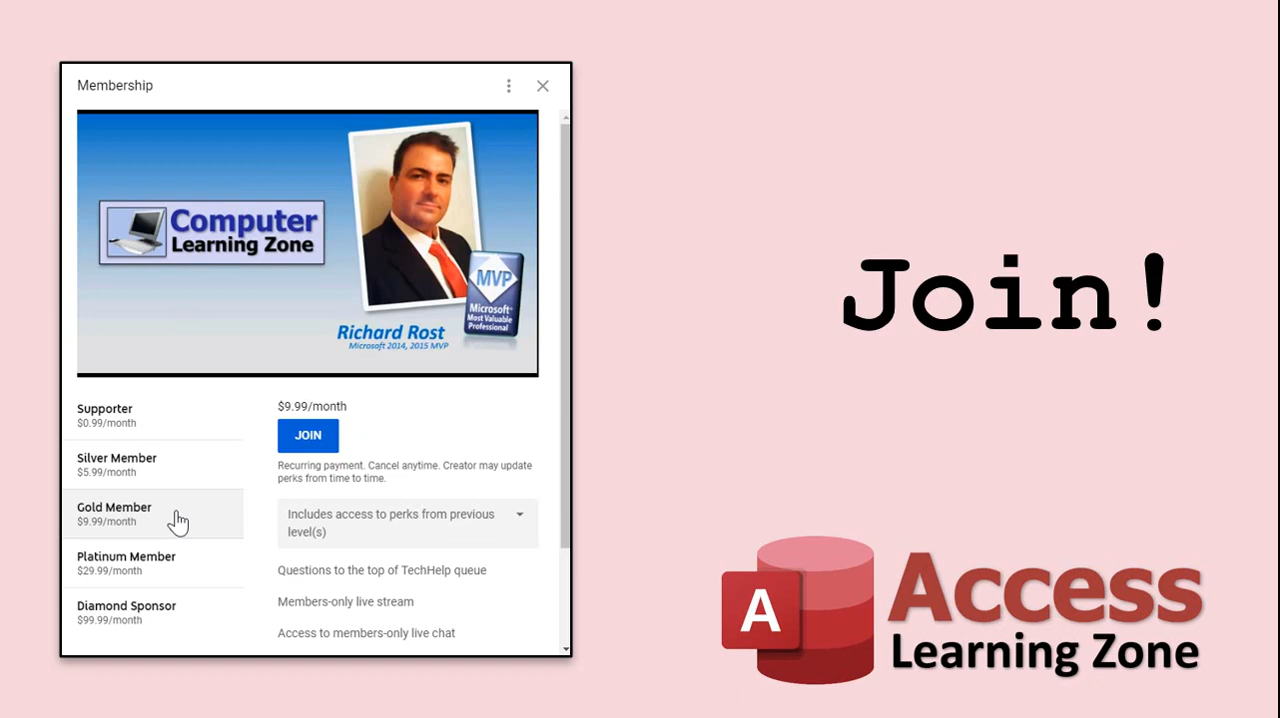 Membership
Computer
Learning Zone
MVP
Microsoft®
Most Valuable
Professional
Richard Rost
Microsoft 2014, 2015 MVP
Supporter
$0.99/month
Silver Member
$5.99/month
Gold Member
$9.99/month
Platinum Member
$29.99/month
Diamond Sponsor
$99.99/month
$9.99/month
JOIN
Recurring payment. Cancel anytime. Creator may update
perks from time to time.
Includes access to perks from previous
level(s)
Questions to the top of TechHelp queue
Members-only live stream
Access to members-only live chat
Join!
A
Access
Learning Zone